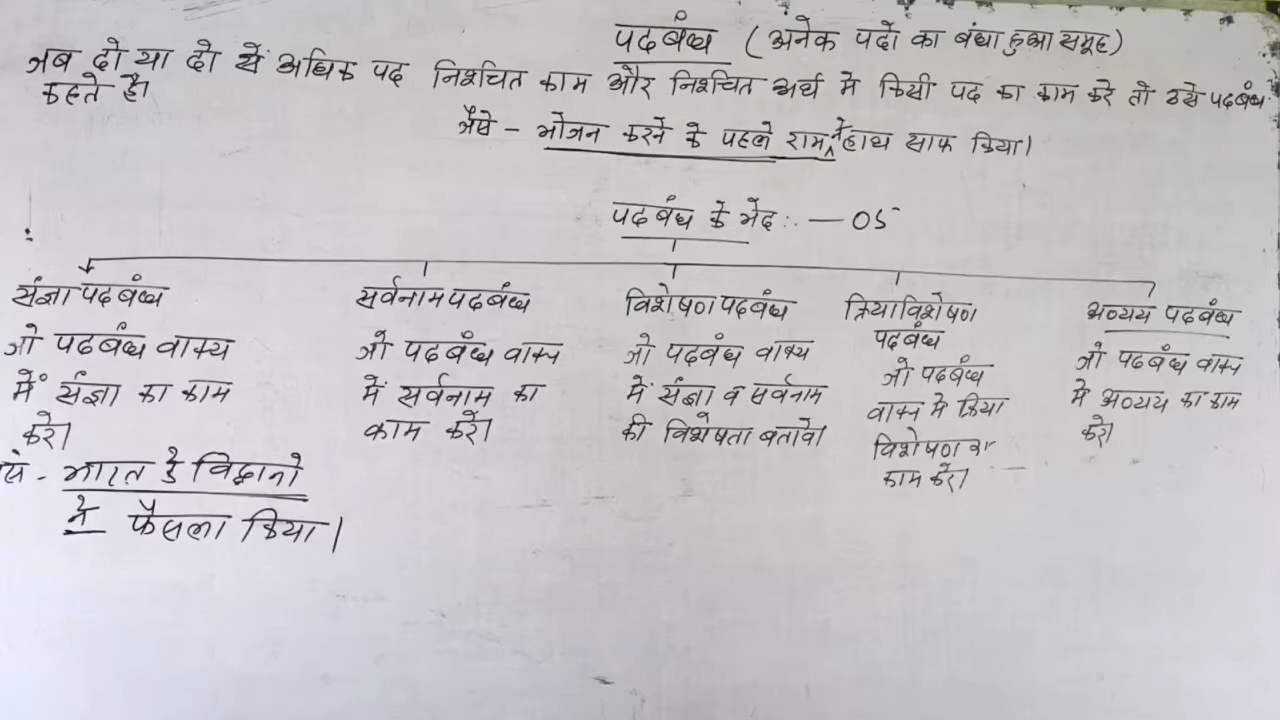 पदबंध (अनेक पदों का बंधा हुआ समूह)
जब दो या दो से अधिक पद निश्चित काम और निश्चित अर्थ में किसी पद का काम करे तो उसे पदबंध
कहते है।
जैसे - भोजन करने के पहले राम ने हाथ साफ किया।
पदबंध के भेद :. — 05
संज्ञा पदबंध
जो पदबंध वाक्य
में संज्ञा का काम
करे।
से - भारत के विद्वानो
ने फैसला किया।
सर्वनाम पदबंध
जो पदबंध वाक्य
में सर्वनाम का
काम करें।
विशेषण पदबंध
जो पदबंध वाक्य
में संज्ञा व सर्वनाम
की विशेषता बतावे।
क्रियाविशेषण
पदबंध
जो पदबंध
वाक्य में क्रिया
विशेषण का
काम करें।
अव्यय पदबंध
जो पदबंध वाक्य
में अव्यय का काम
करे।